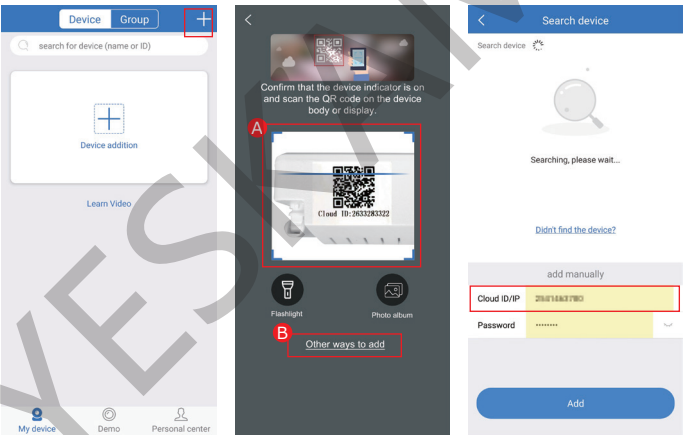 Device
Group
search for device (name or ID)
Device addition
Learn Video
My device
Demo
Personal center
Confirm that the device indicator is on
and scan the QR code on the device
body or display.
A
Cloud ID:2633283322
Flashlight
Photo album
B
Other ways to add
Search device
Search device
Searching, please wait...
Didn't find the device?
add manually
Cloud ID/IP
Password ········
Add